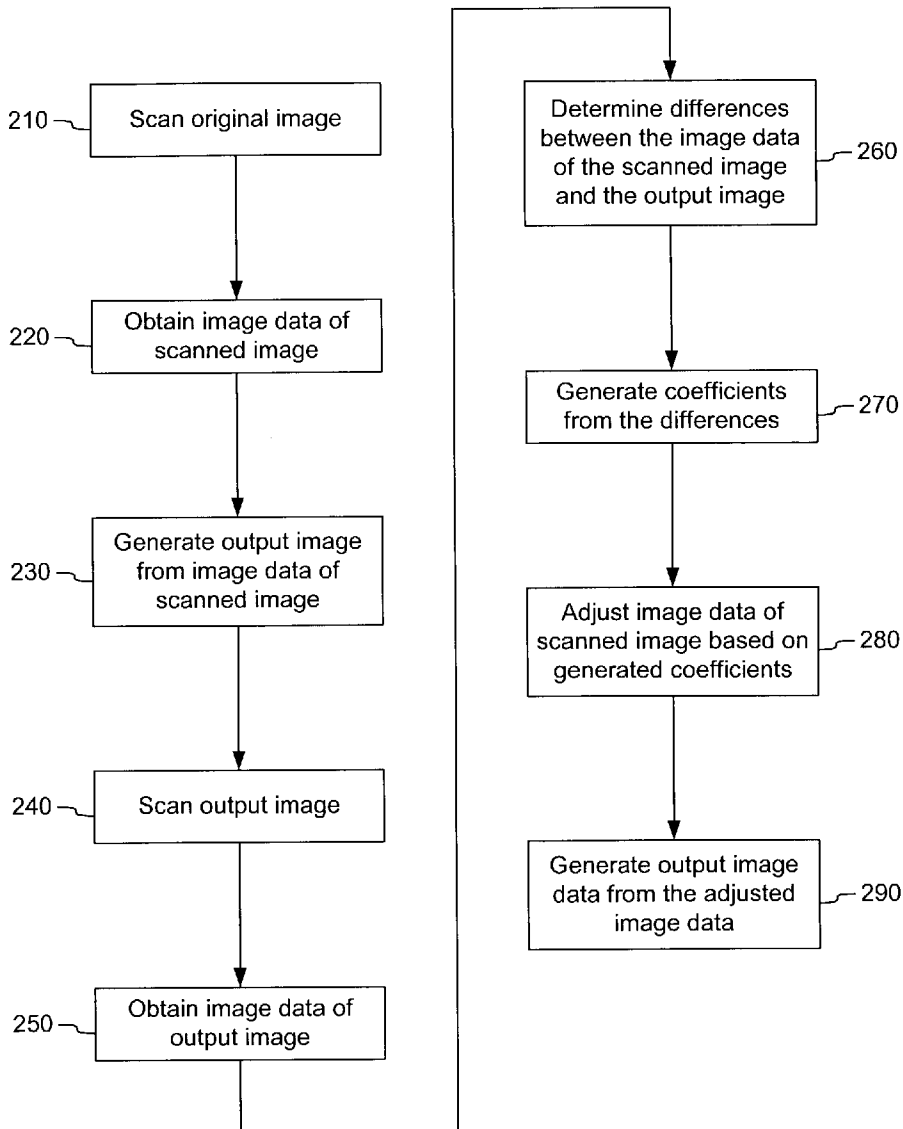 210
Scan original image
220
Obtain image data of
scanned image
230
Generate output image
from image data of
scanned image
240
Scan output image
250
Obtain image data of
output image
Determine differences
between the image data
of the scanned image
and the output image
260
Generate coefficients
from the differences
270
Adjust image data of
scanned image based on
generated coefficients
280
Generate output image
data from the adjusted
image data
290